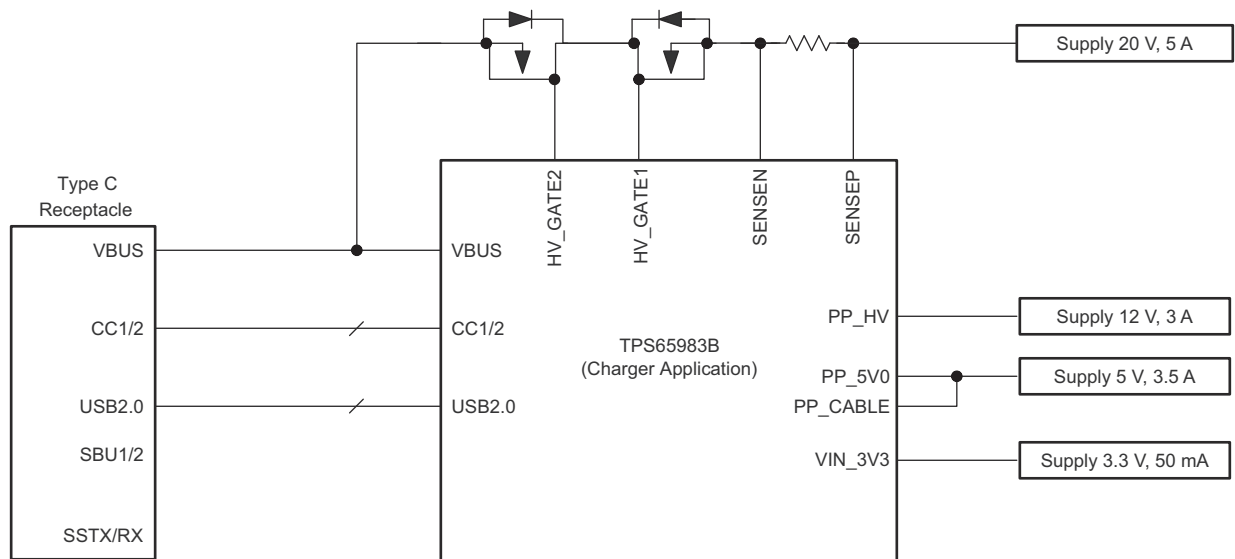 Supply 20 V, 5 A
HV_GATE2
HV_GATE1
SENSEN
SENSEP
Type C
Receptacle
VBUS
VBUS
CC1/2
CC1/2
USB2.0
USB2.0
SBU1/2
SSTX/RX
TPS65983B
(Charger Application)
PP_HV
Supply 12 V, 3 A
PP_5V0
Supply 5 V, 3.5 A
PP_CABLE
VIN_3V3
Supply 3.3 V, 50 mA